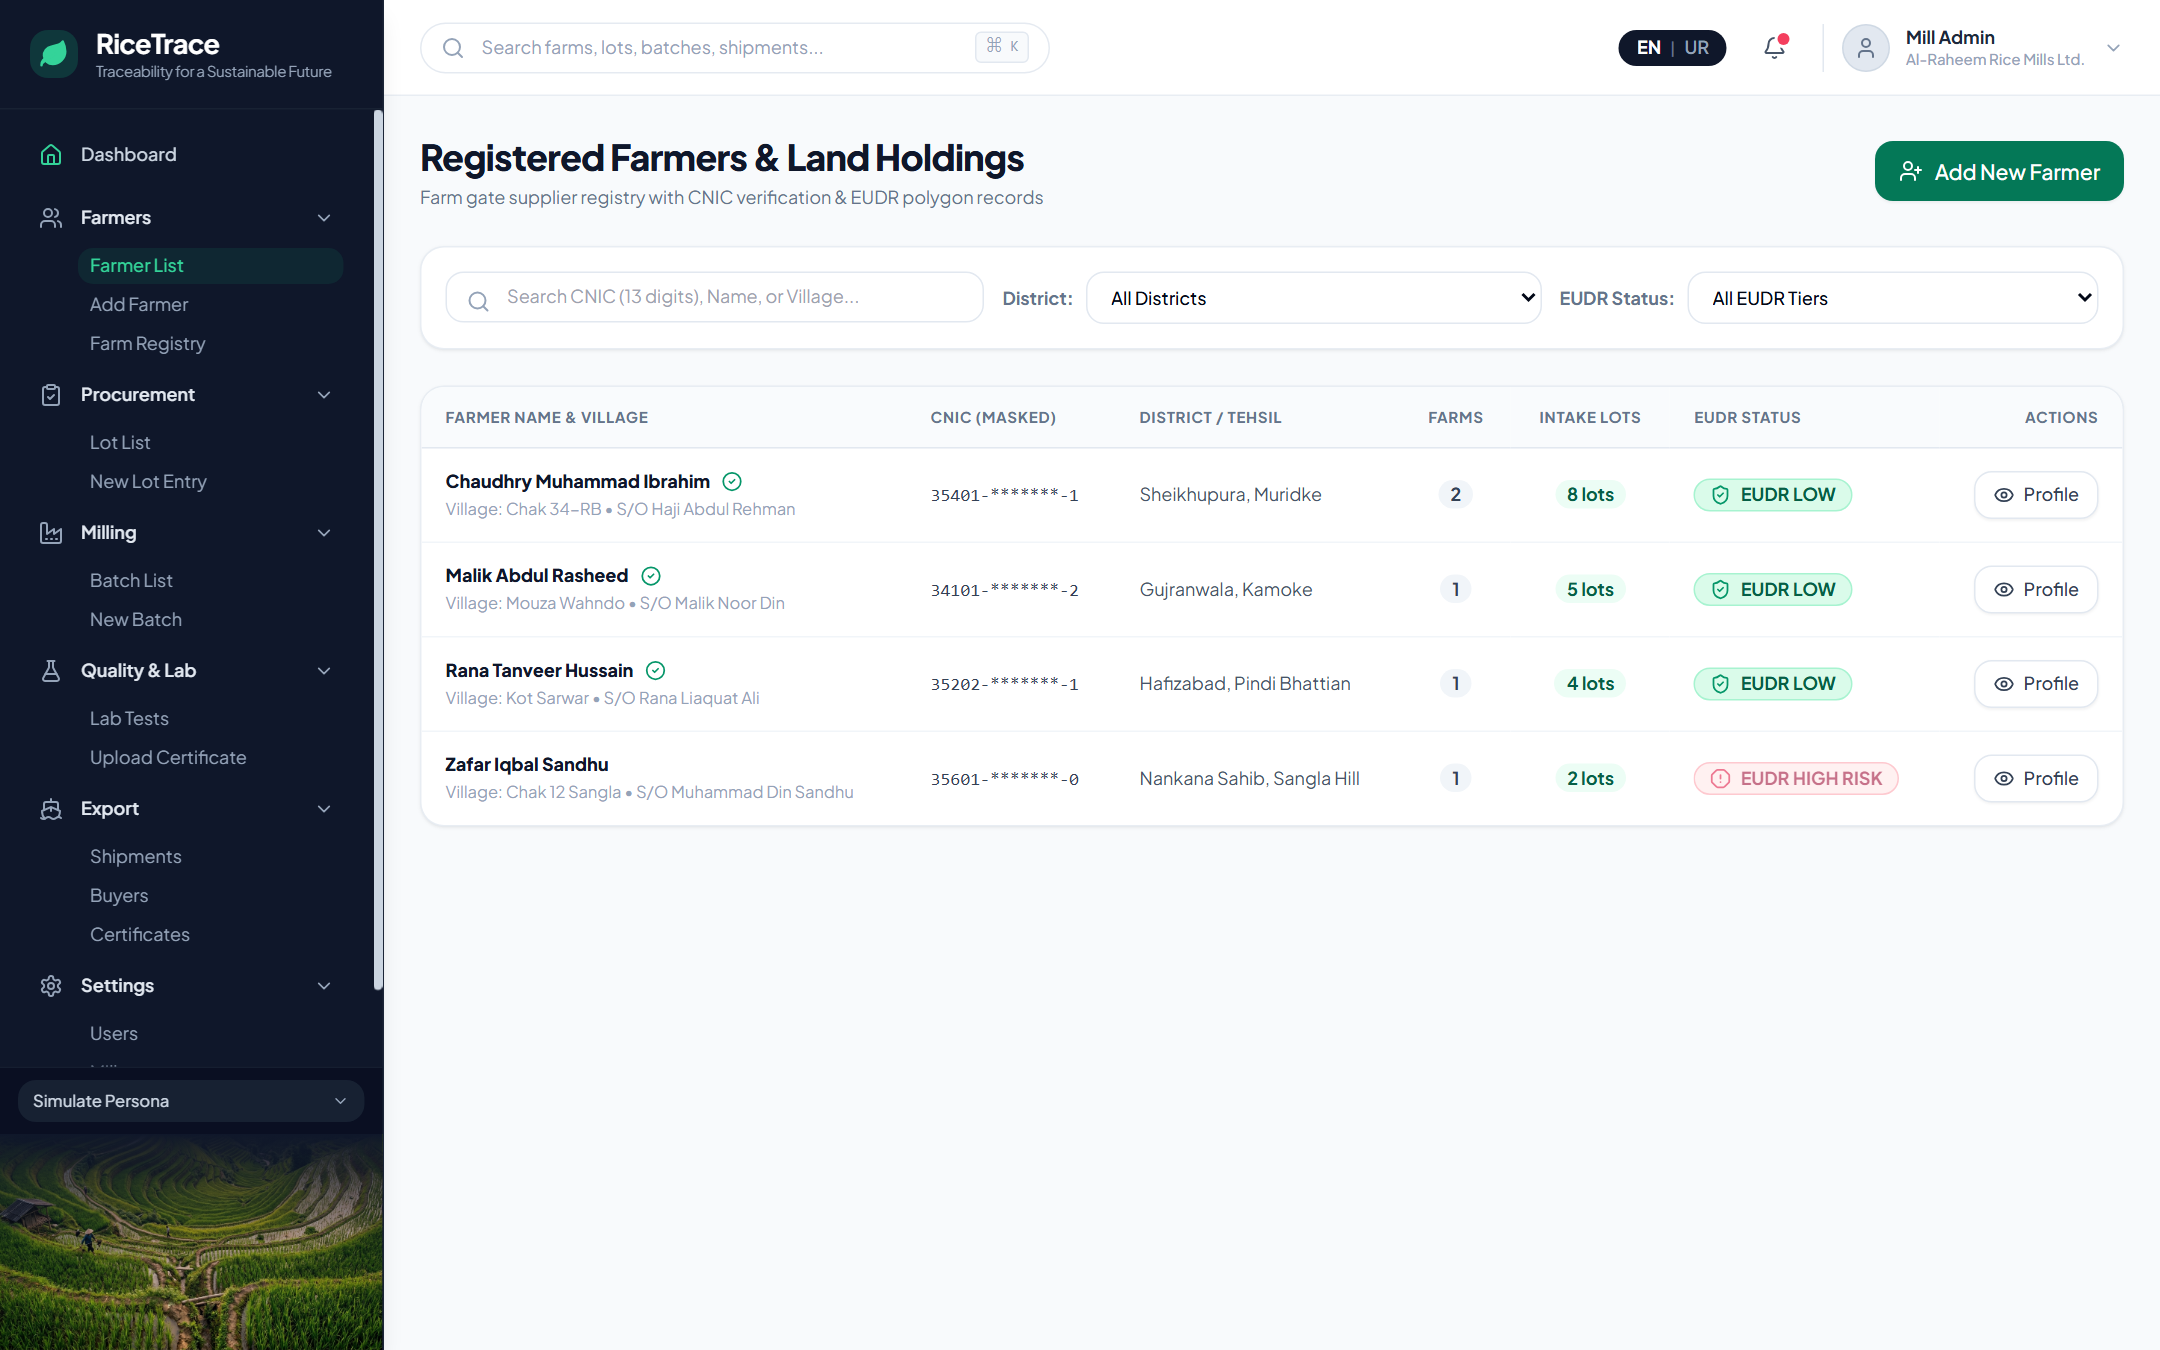 RiceTrace
Traceability for a Sustainable Future
Dashboard
Farmers
Farmer List
Add Farmer
Farm Registry
Procurement
Lot List
New Lot Entry
Milling
Batch List
New Batch
Quality & Lab
Lab Tests
Upload Certificate
Export
Shipments
Buyers
Certificates
Settings
Users
Simulate Persona
Search farms, lots, batches, shipments...
⌘ K
EN | UR
Mill Admin
Al-Raheem Rice Mills Ltd.
Registered Farmers & Land Holdings
Farm gate supplier registry with CNIC verification & EUDR polygon records
Add New Farmer
Search CNIC (13 digits), Name, or Village...
District:
All Districts
EUDR Status:
All EUDR Tiers
FARMER NAME & VILLAGE CNIC (MASKED) DISTRICT / TEHSIL FARMS INTAKE LOTS EUDR STATUS ACTIONS
Chaudhry Muhammad Ibrahim
Village: Chak 34-RB • S/O Haji Abdul Rehman
35401-*******-1 Sheikhupura, Muridke 2 8 lots EUDR LOW Profile
Malik Abdul Rasheed
Village: Mouza Wahndo • S/O Malik Noor Din
34101-*******-2 Gujranwala, Kamoke 1 5 lots EUDR LOW Profile
Rana Tanveer Hussain
Village: Kot Sarwar • S/O Rana Liaquat Ali
35202-*******-1 Hafizabad, Pindi Bhattian 1 4 lots EUDR LOW Profile
Zafar Iqbal Sandhu
Village: Chak 12 Sangla • S/O Muhammad Din Sandhu
35601-*******-0 Nankana Sahib, Sangla Hill 1 2 lots EUDR HIGH RISK Profile